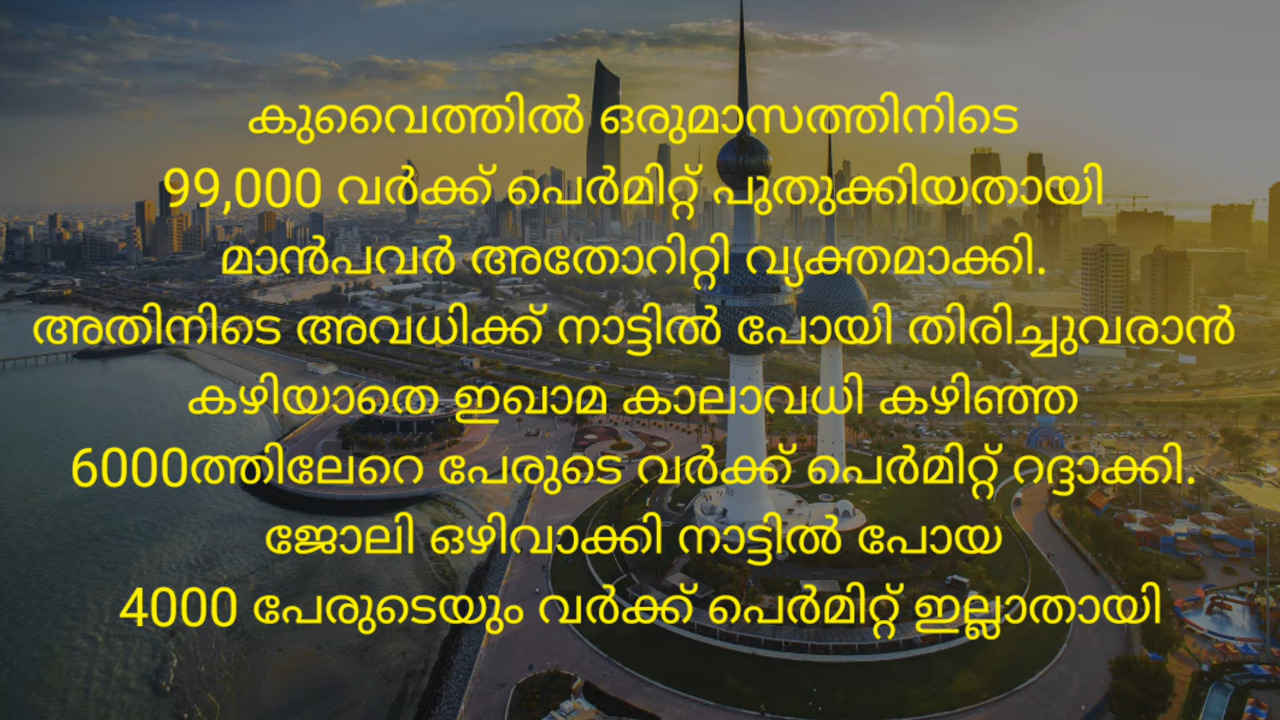 കുവൈത്തിൽ ഒരുമാസത്തിനിടെ
99,000 വർക്ക് പെർമിറ്റ് പുതുക്കിയതായി
മാൻപവർ അതോറിറ്റി വ്യക്തമാക്കി.
അതിനിടെ അവധിക്ക് നാട്ടിൽ പോയി തിരിച്ചുവരാൻ
കഴിയാതെ ഇഖാമ കാലാവധി കഴിഞ്ഞ
6000ത്തിലേറെ പേരുടെ വർക്ക് പെർമിറ്റ് റദ്ദാക്കി.
ജോലി ഒഴിവാക്കി നാട്ടിൽ പോയ
4000 പേരുടെയും വർക്ക് പെർമിറ്റ് ഇല്ലാതായി